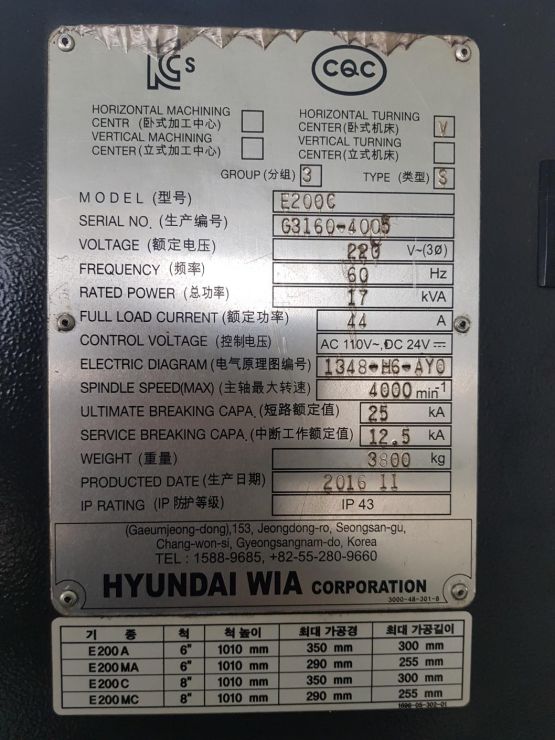 KCs
CQC
HORIZONTAL MACHINING CENTR (卧式加工中心)
HORIZONTAL TURNING CENTER (卧式机床) V
VERTICAL MACHINING CENTER (立式加工中心)
VERTICAL TURNING CENTER (立式机床)
GROUP (分组) 3 TYPE (类型) S
MODEL (型号) E200C
SERIAL NO. (生产编号) G3160-4005
VOLTAGE (额定电压) 220 V~(3Ø)
FREQUENCY (频率) 60 Hz
RATED POWER (总功率) 17 kVA
FULL LOAD CURRENT (额定功率) 44 A
CONTROL VOLTAGE (控制电压) AC 110V~, DC 24V ⎓
ELECTRIC DIAGRAM (电气原理图编号) 1348-H6-AY0
SPINDLE SPEED(MAX) (主轴最大转速) 4000 min-1
ULTIMATE BREAKING CAPA. (短路额定值) 25 kA
SERVICE BREAKING CAPA. (中断工作额定值) 12.5 kA
WEIGHT (重量) 3800 kg
PRODUCTED DATE (生产日期) 2016 11
IP RATING (IP 防护等级) IP 43
(Gaeumjeong-dong),153, Jeongdong-ro, Seongsan-gu,
Chang-won-si, Gyeongsangnam-do, Korea
TEL : 1588-9685, +82-55-280-9660
HYUNDAI WIA CORPORATION
3000-48-301-8
기 종 척 척 높이 최대 가공경 최대 가공길이
E200A 6" 1010 mm 350 mm 300 mm
E200MA 6" 1010 mm 290 mm 255 mm
E200C 8" 1010 mm 350 mm 300 mm
E200MC 8" 1010 mm 290 mm 255 mm